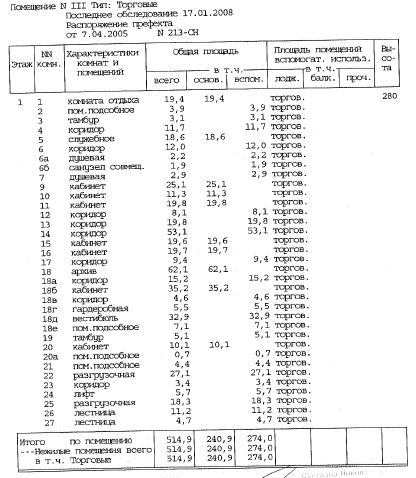 Помещение N III Тип: Торговые
Последнее обследование 17.01.2008
Распоряжение префекта
от 7.04.2005 N 213-СН
Этаж NN комн. Характеристики комнат и помещений Общая площадь Площадь помещений вспомогат. использ. Высота
всего в т.ч. основ. вспом. в т.ч. лодж. балк. проч.
1 1 комната отдыха 19,4 19,4 торгов. 280
2 пом.подсобное 3,9 3,9 торгов.
3 тамбур 3,1 3,1 торгов.
4 коридор 11,7 11,7 торгов.
5 служебное 18,6 18,6 торгов.
6 коридор 12,0 12,0 торгов.
6а душевая 2,2 2,2 торгов.
6б санузел совмещ. 1,9 1,9 торгов.
7 душевая 2,9 2,9 торгов.
9 кабинет 25,1 25,1 торгов.
10 кабинет 11,3 11,3 торгов.
11 кабинет 19,8 19,8 торгов.
12 коридор 8,1 8,1 торгов.
13 коридор 19,8 19,8 торгов.
14 коридор 53,1 53,1 торгов.
15 кабинет 19,6 19,6 торгов.
16 кабинет 19,7 19,7 торгов.
17 коридор 9,4 9,4 торгов.
18 архив 62,1 62,1 торгов.
18а коридор 15,2 15,2 торгов.
18б кабинет 35,2 35,2 торгов.
18в коридор 4,6 4,6 торгов.
18г гардеробная 5,5 5,5 торгов.
18д вестибюль 32,9 32,9 торгов.
18е пом.подсобное 7,1 7,1 торгов.
19 тамбур 5,1 5,1 торгов.
20 кабинет 10,1 10,1 торгов.
20а пом.подсобное 0,7 0,7 торгов.
21 пом.подсобное 4,4 4,4 торгов.
22 разгрузочная 27,1 27,1 торгов.
23 коридор 3,4 3,4 торгов.
24 лифт 5,7 5,7 торгов.
25 разгрузочная 18,3 18,3 торгов.
26 лестница 11,2 11,2 торгов.
27 лестница 4,7 4,7 торгов.
Итого по помещению 514,9 240,9 274,0
---Нежилые помещения всего 514,9 240,9 274,0
в т.ч. Торговые 514,9 240,9 274,0